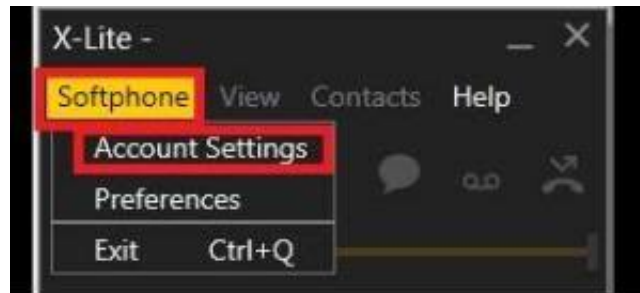 X-Lite -
Softphone View Contacts Help
Account Settings
Preferences
Exit Ctrl+Q